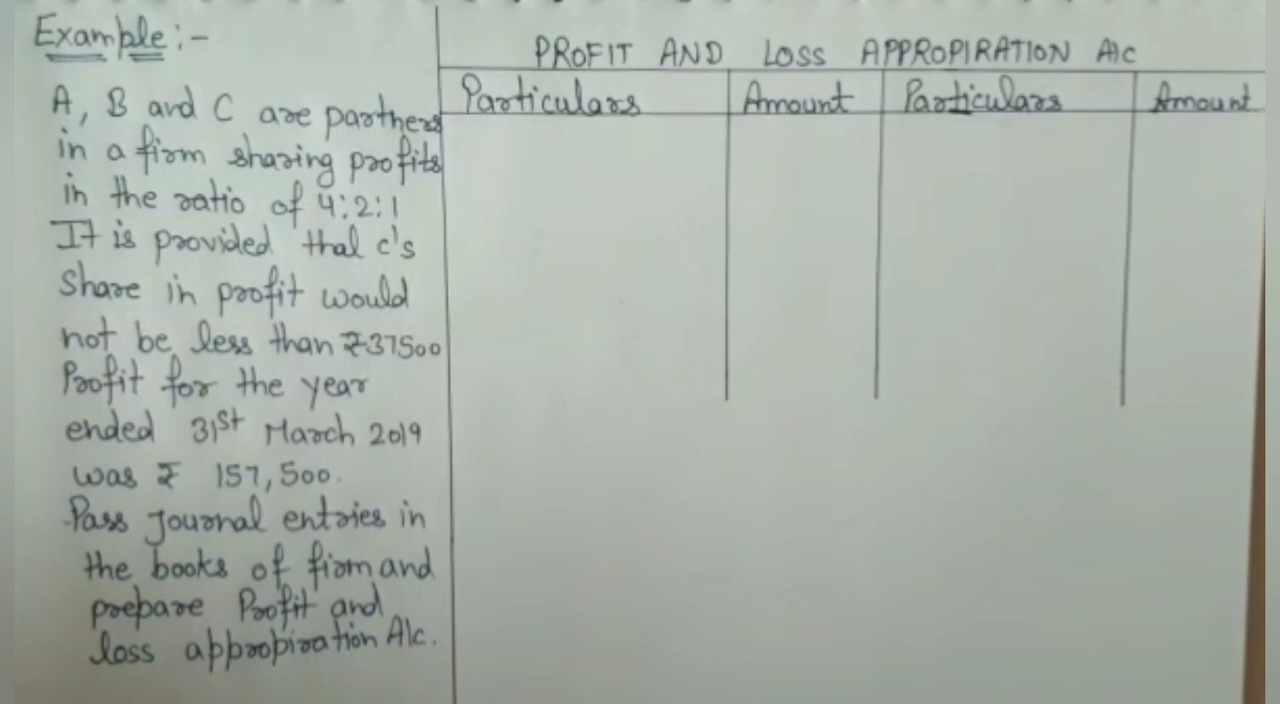 Example:-
A, B and C are partners
in a firm sharing profits
in the ratio of 4:2:1
It is provided thal c's
Share in profit would
not be less than ₹37500
Profit for the year
ended 31st March 2019
was ₹ 157,500.
Pass Journal entries in
the books of firm and
prepare Profit and
loss appropiration A/c.
PROFIT AND LOSS APPROPIRATION A/C
Particulars Amount Particulars Amount